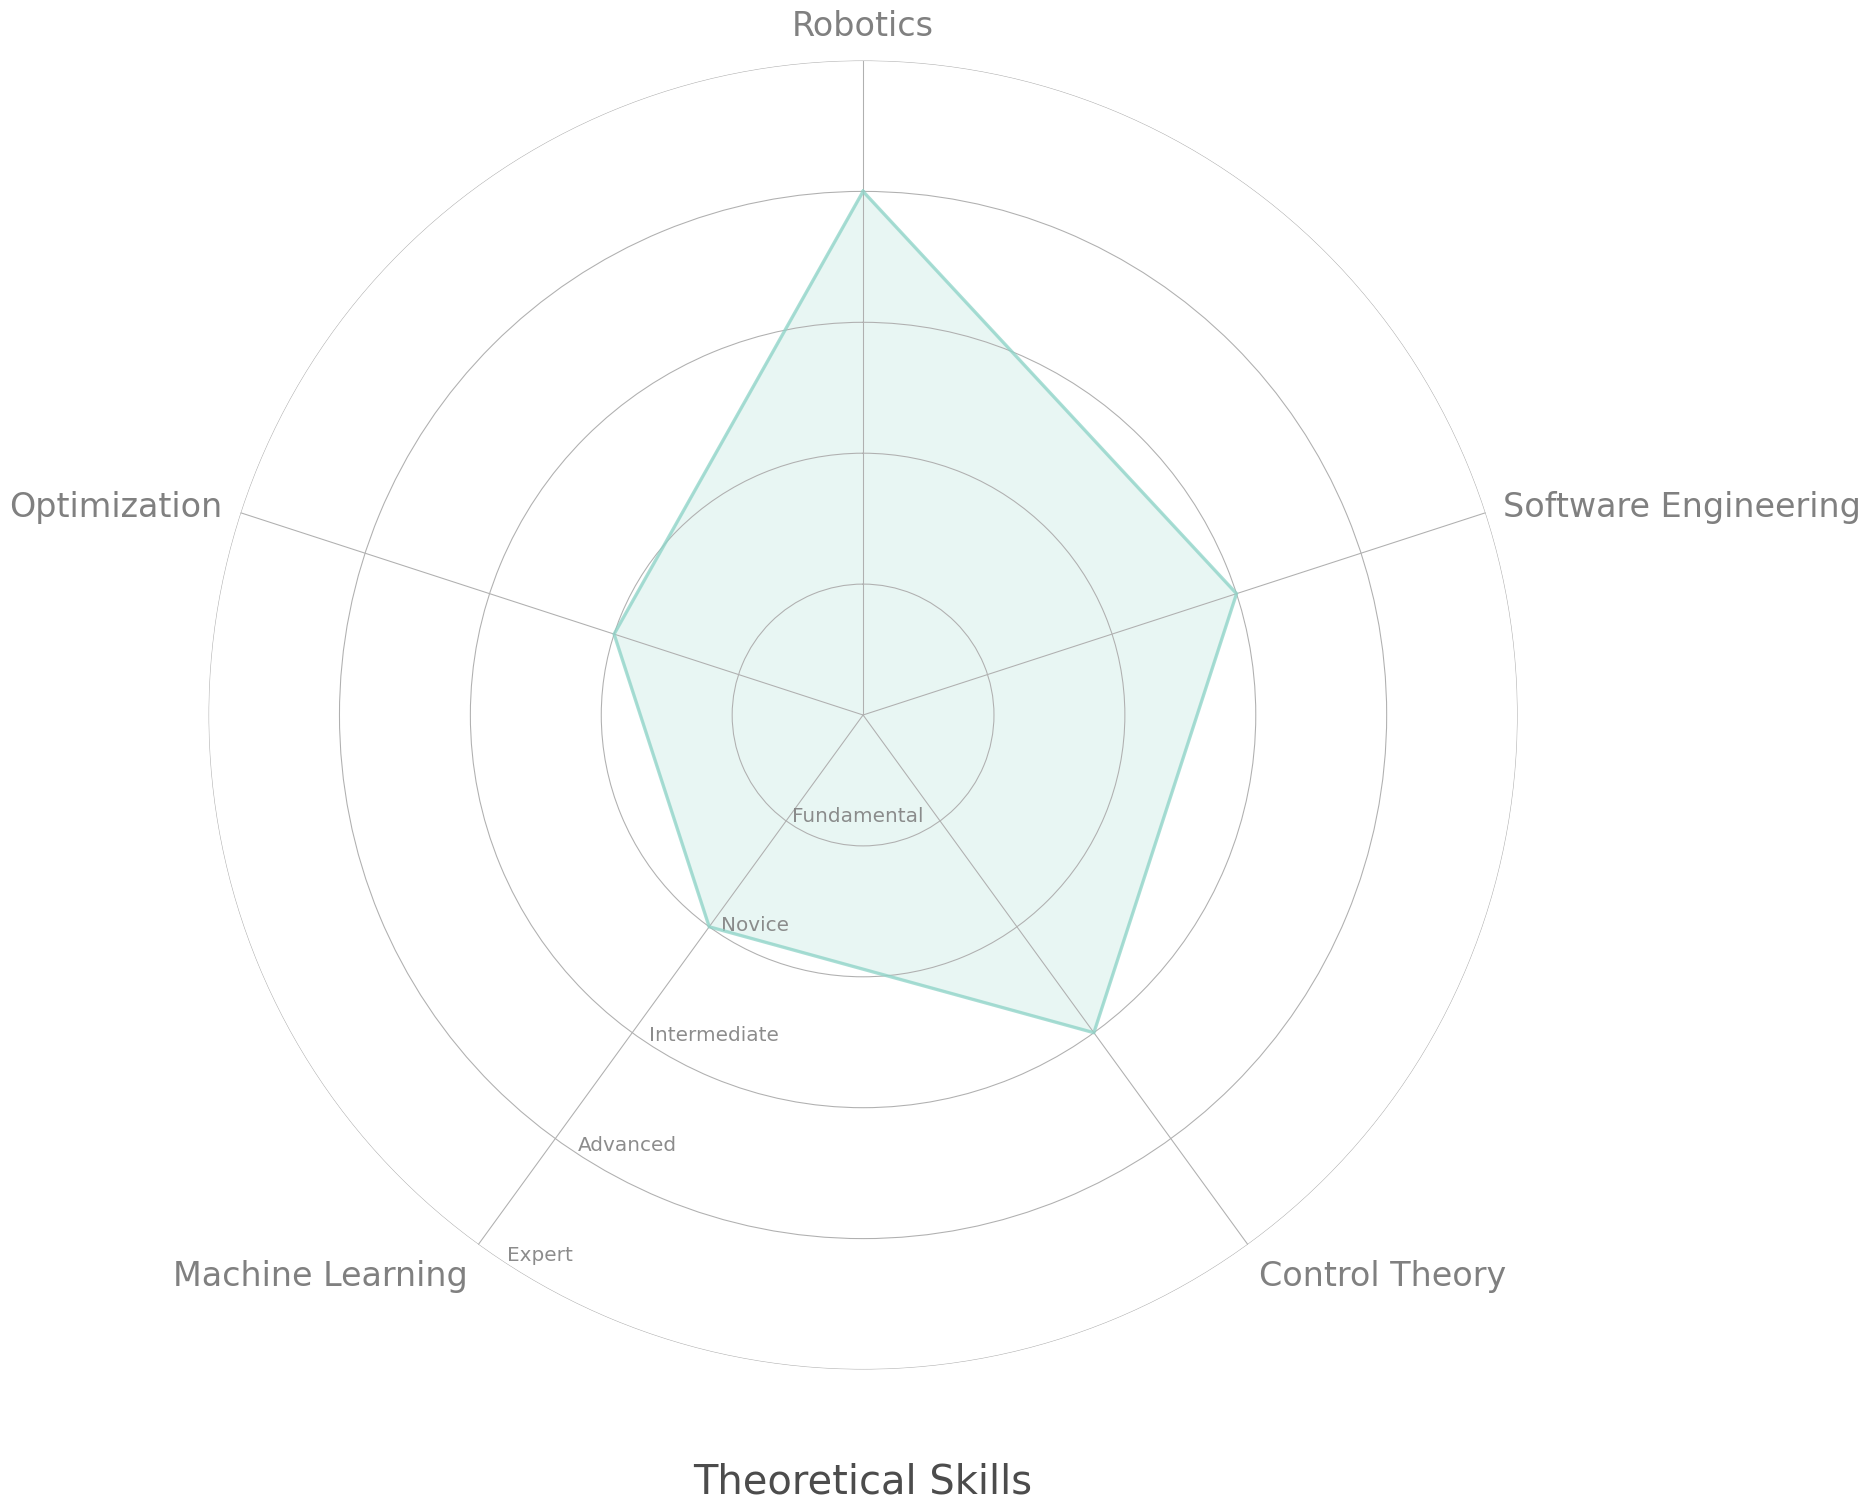 Robotics
Optimization
Software Engineering
Fundamental
Novice
Intermediate
Advanced
Expert
Machine Learning
Control Theory
Theoretical Skills